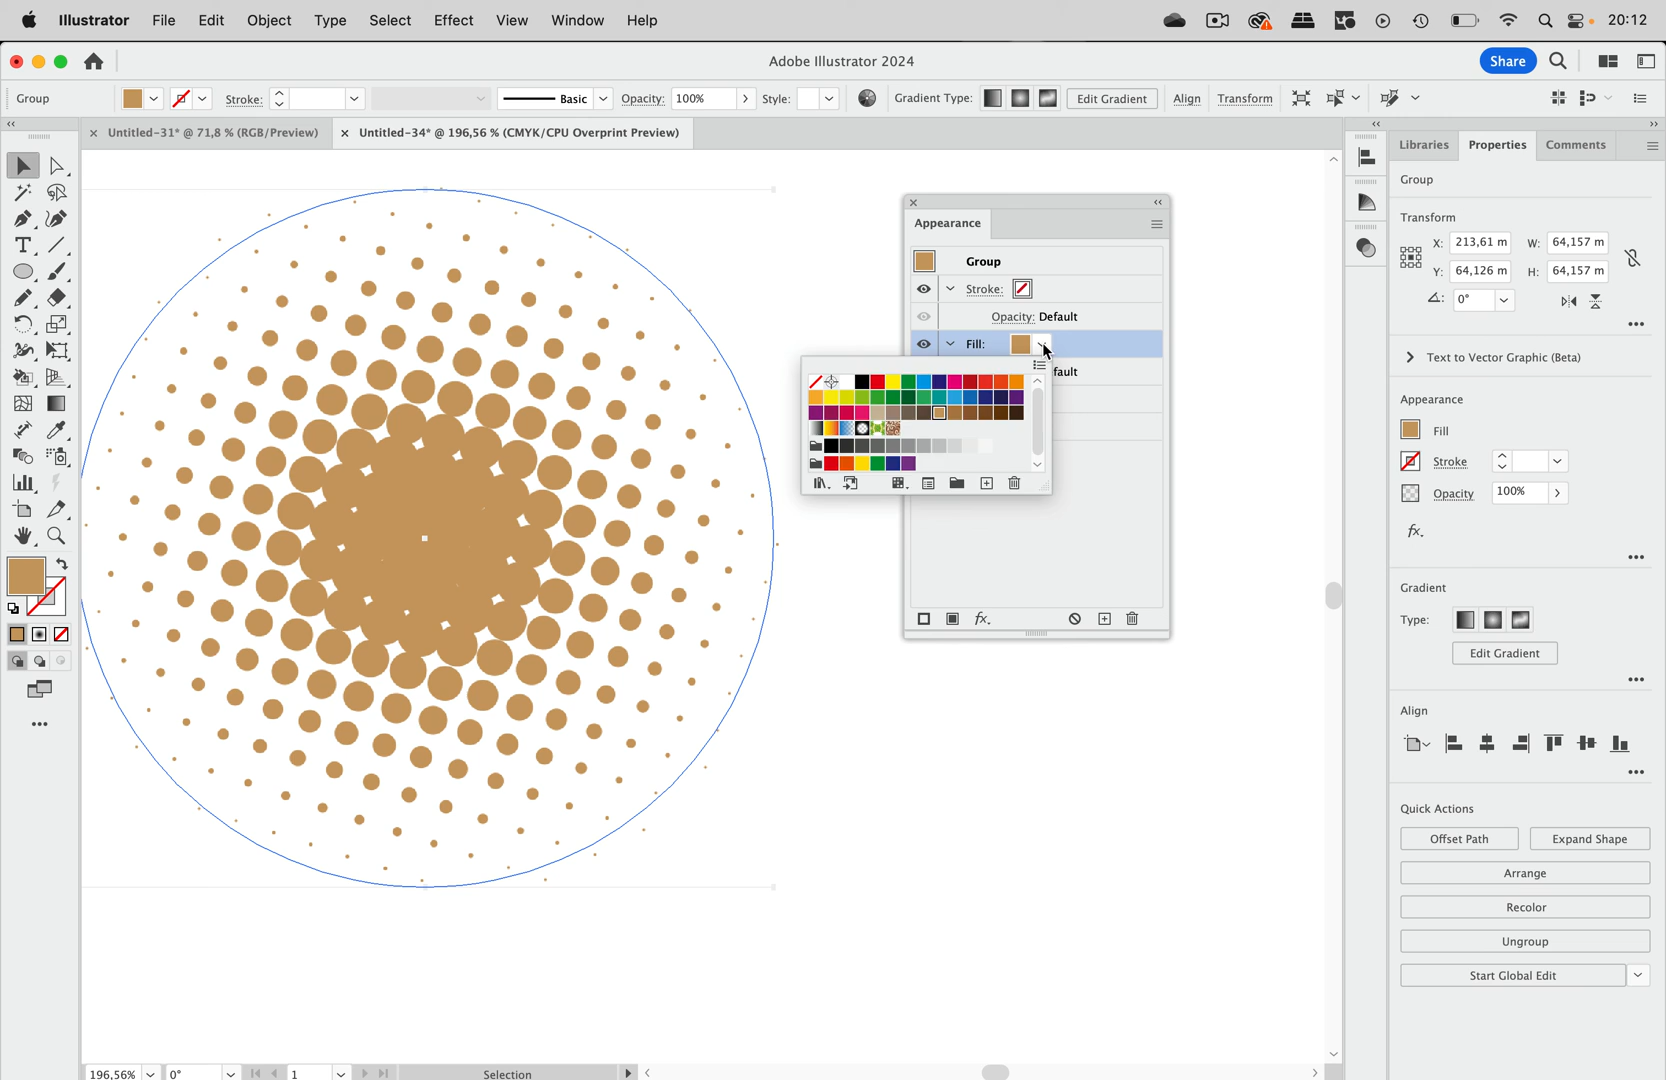 Illustrator File Edit Object Type Select Effect View Window Help 20:12
Adobe Illustrator 2024 Share
Group Stroke: Basic Opacity: 100% Style: Gradient Type: Edit Gradient Align Transform
Untitled-31* @ 71,8 % (RGB/Preview) Untitled-34* @ 196,56 % (CMYK/CPU Overprint Preview)
Libraries Properties Comments
Group
Transform
X: 213,61 m W: 64,157 m
Y: 64,126 m H: 64,157 m
0°
Text to Vector Graphic (Beta)
Appearance
Fill
Stroke
Opacity 100%
fx.
Gradient
Type:
Edit Gradient
Align
Quick Actions
Offset Path Expand Shape
Arrange
Recolor
Ungroup
Start Global Edit
Appearance
Group
Stroke:
Opacity: Default
Fill:
fault
fx.
196,56% 0° 1 Selection